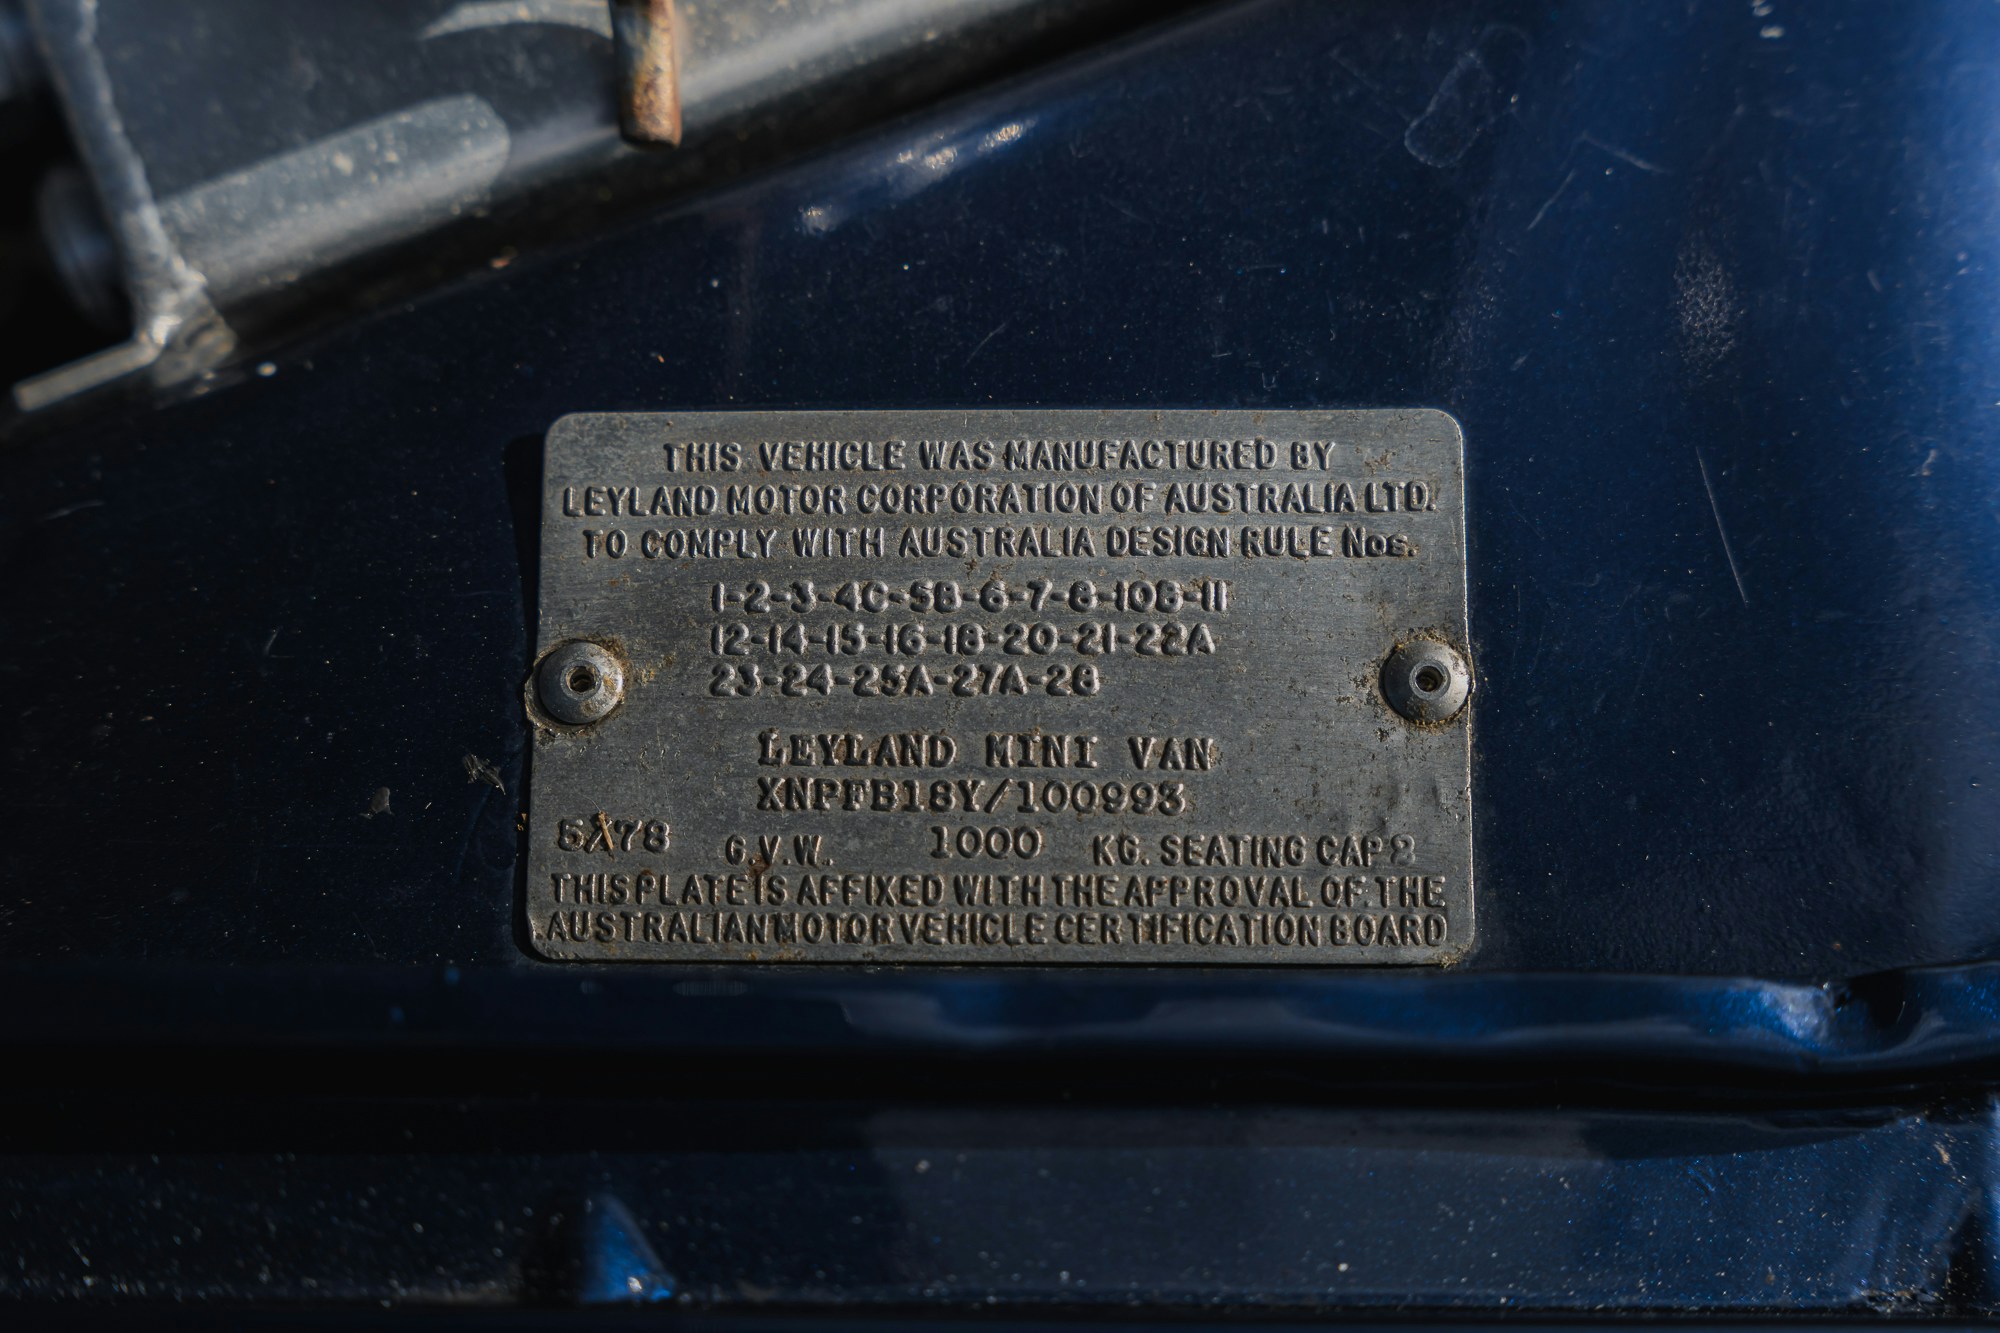 THIS VEHICLE WAS MANUFACTURED BY
LEYLAND MOTOR CORPORATION OF AUSTRALIA LTD.
TO COMPLY WITH AUSTRALIA DESIGN RULE Nos.
1-2-3-4C-5B-6-7-8-10B-11
12-14-15-16-18-20-21-22A
23-24-25A-27A-28
LEYLAND MINI VAN
XNPFB18Y/100993
5/78 G.V.W. 1000 KG. SEATING CAP 2
THIS PLATE IS AFFIXED WITH THE APPROVAL OF THE
AUSTRALIAN MOTOR VEHICLE CERTIFICATION BOARD